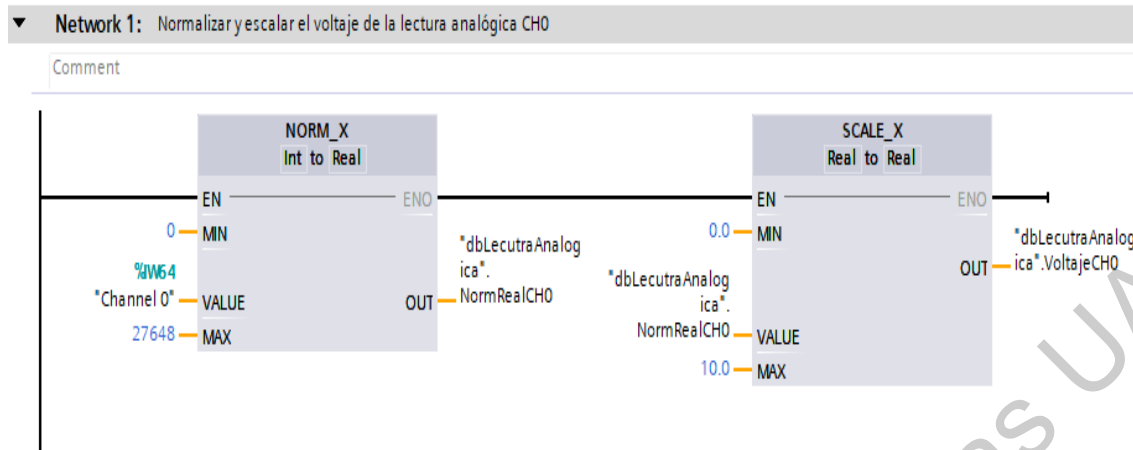 Network 1: Normalizar y escalar el voltaje de la lectura analógica CH0
Comment
NORM_X
Int to Real
EN
ENO
0
MIN
%IW64
"Channel 0"
VALUE
27648
MAX
OUT
"dbLecutraAnalog
ica".
NormRealCH0
SCALE_X
Real to Real
EN
ENO
0.0
MIN
"dbLecutraAnalog
ica".
NormRealCH0
VALUE
10.0
MAX
OUT
"dbLecutraAnalog
ica".VoltajeCH0